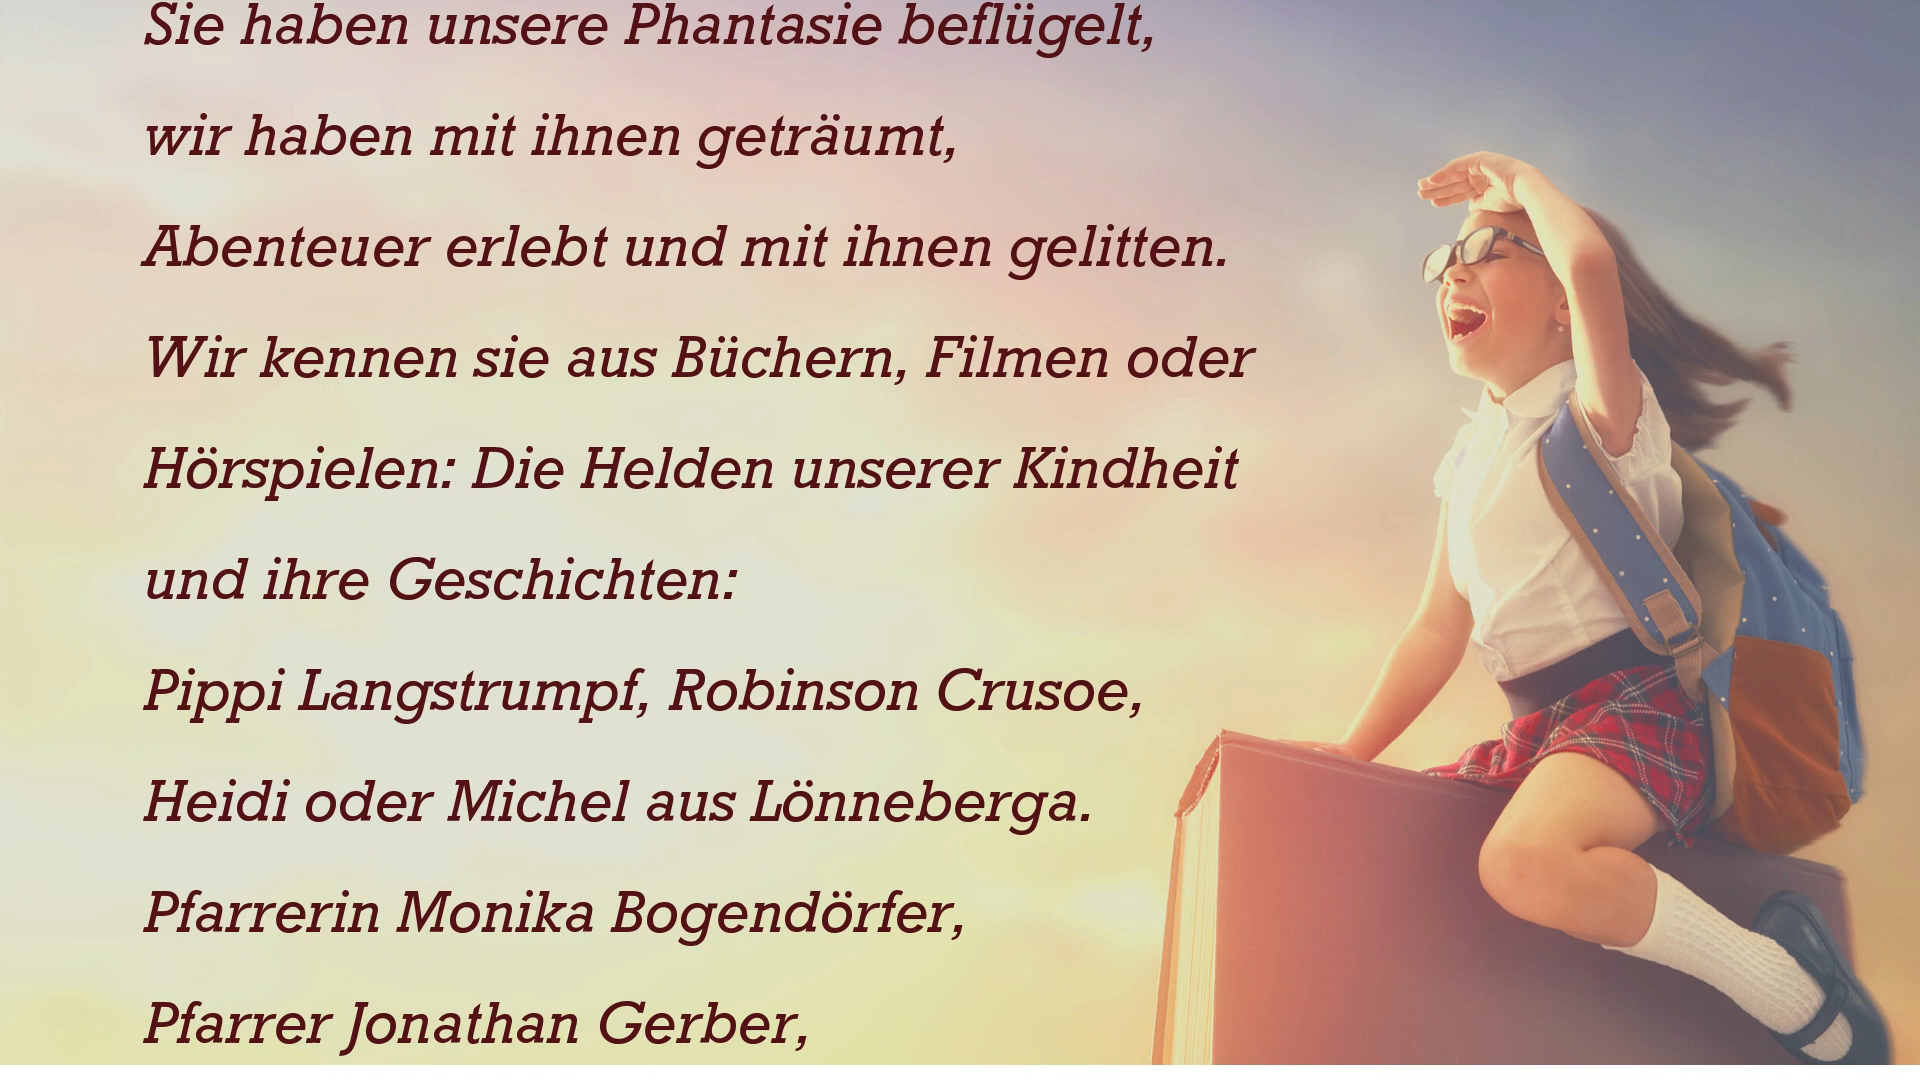 Sie haben unsere Phantasie beflügelt,
wir haben mit ihnen geträumt,
Abenteuer erlebt und mit ihnen gelitten.
Wir kennen sie aus Büchern, Filmen oder
Hörspielen: Die Helden unserer Kindheit
und ihre Geschichten:
Pippi Langstrumpf, Robinson Crusoe,
Heidi oder Michel aus Lönneberga.
Pfarrerin Monika Bogendörfer,
Pfarrer Jonathan Gerber,